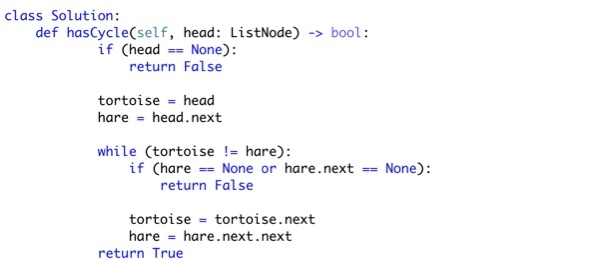 class Solution:
    def hasCycle(self, head: ListNode) -> bool:
            if (head == None):
                return False

            tortoise = head
            hare = head.next

            while (tortoise != hare):
                if (hare == None or hare.next == None):
                    return False

                tortoise = tortoise.next
                hare = hare.next.next
            return True